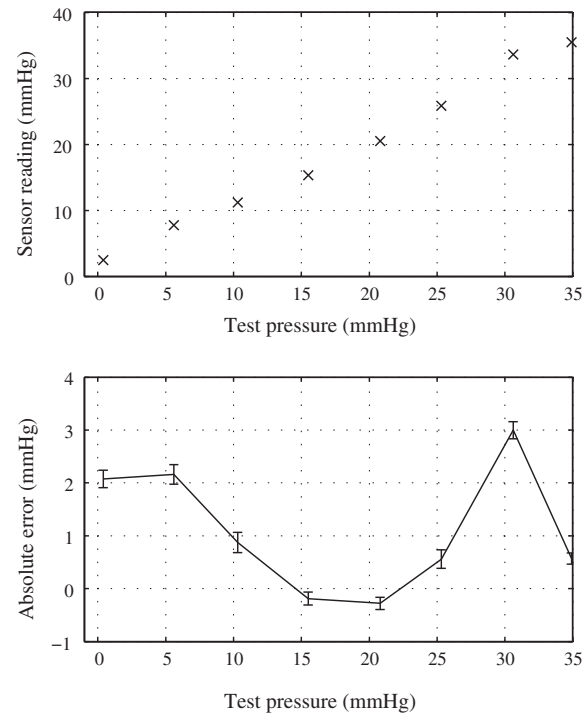 40
30
20
10
0
Sensor reading (mmHg)
0 5 10 15 20 25 30 35
Test pressure (mmHg)
4
3
2
1
0
−1
Absolute error (mmHg)
0 5 10 15 20 25 30 35
Test pressure (mmHg)